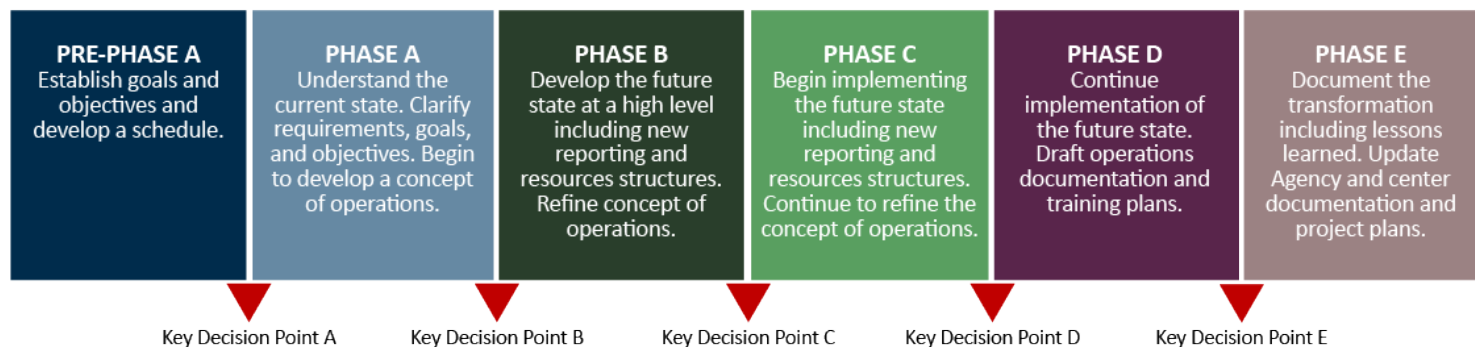 PRE-PHASE A
Establish goals and
objectives and
develop a schedule.
PHASE A
Understand the
current state. Clarify
requirements, goals,
and objectives. Begin
to develop a concept
of operations.
PHASE B
Develop the future
state at a high level
including new
reporting and
resources structures.
Refine concept of
operations.
PHASE C
Begin implementing
the future state
including new
reporting and
resources structures.
Continue to refine the
concept of operations.
PHASE D
Continue
implementation of
the future state.
Draft operations
documentation and
training plans.
PHASE E
Document the
transformation
including lessons
learned. Update
Agency and center
documentation and
project plans.
Key Decision Point A
Key Decision Point B
Key Decision Point C
Key Decision Point D
Key Decision Point E